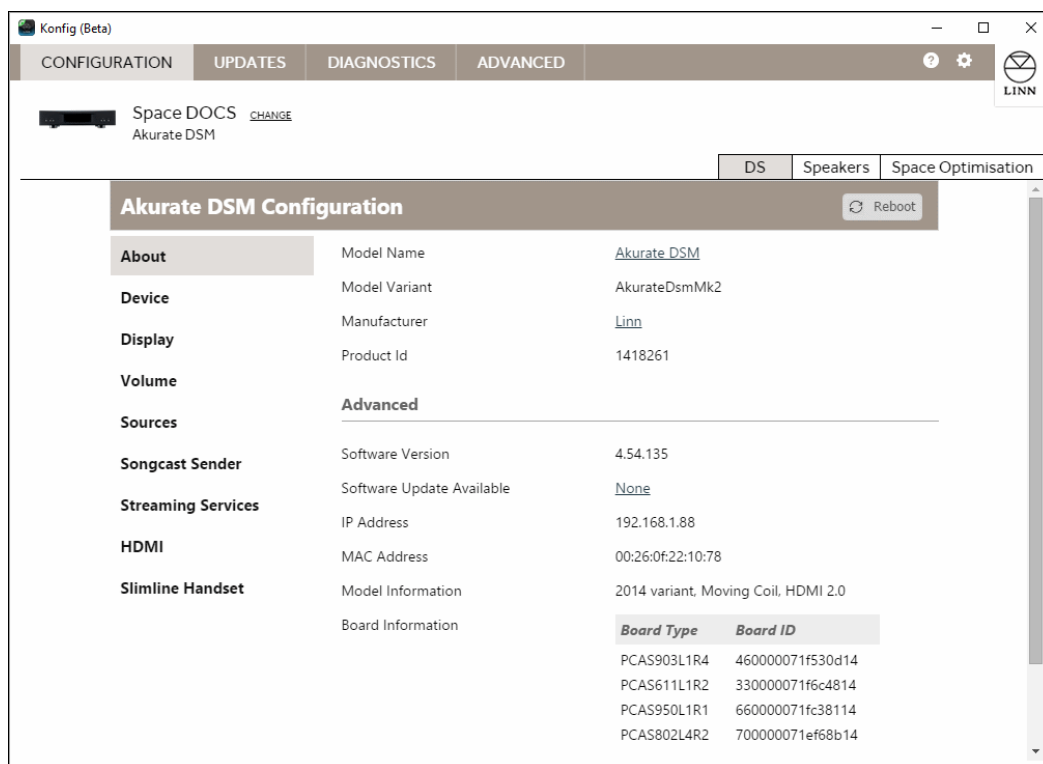 Konfig (Beta)
CONFIGURATION UPDATES DIAGNOSTICS ADVANCED
LINN
Space DOCS CHANGE
Akurate DSM
DS Speakers Space Optimisation
Akurate DSM Configuration Reboot
About Model Name Akurate DSM
Model Variant AkurateDsmMk2
Device
Manufacturer Linn
Display
Product Id 1418261
Volume
Advanced
Sources
Software Version 4.54.135
Songcast Sender
Software Update Available None
Streaming Services
IP Address 192.168.1.88
HDMI
MAC Address 00:26:0f:22:10:78
Slimline Handset Model Information 2014 variant, Moving Coil, HDMI 2.0
Board Information Board Type Board ID
PCAS903L1R4 460000071f530d14
PCAS611L1R2 330000071f6c4814
PCAS950L1R1 660000071fc38114
PCAS802L4R2 700000071ef68b14